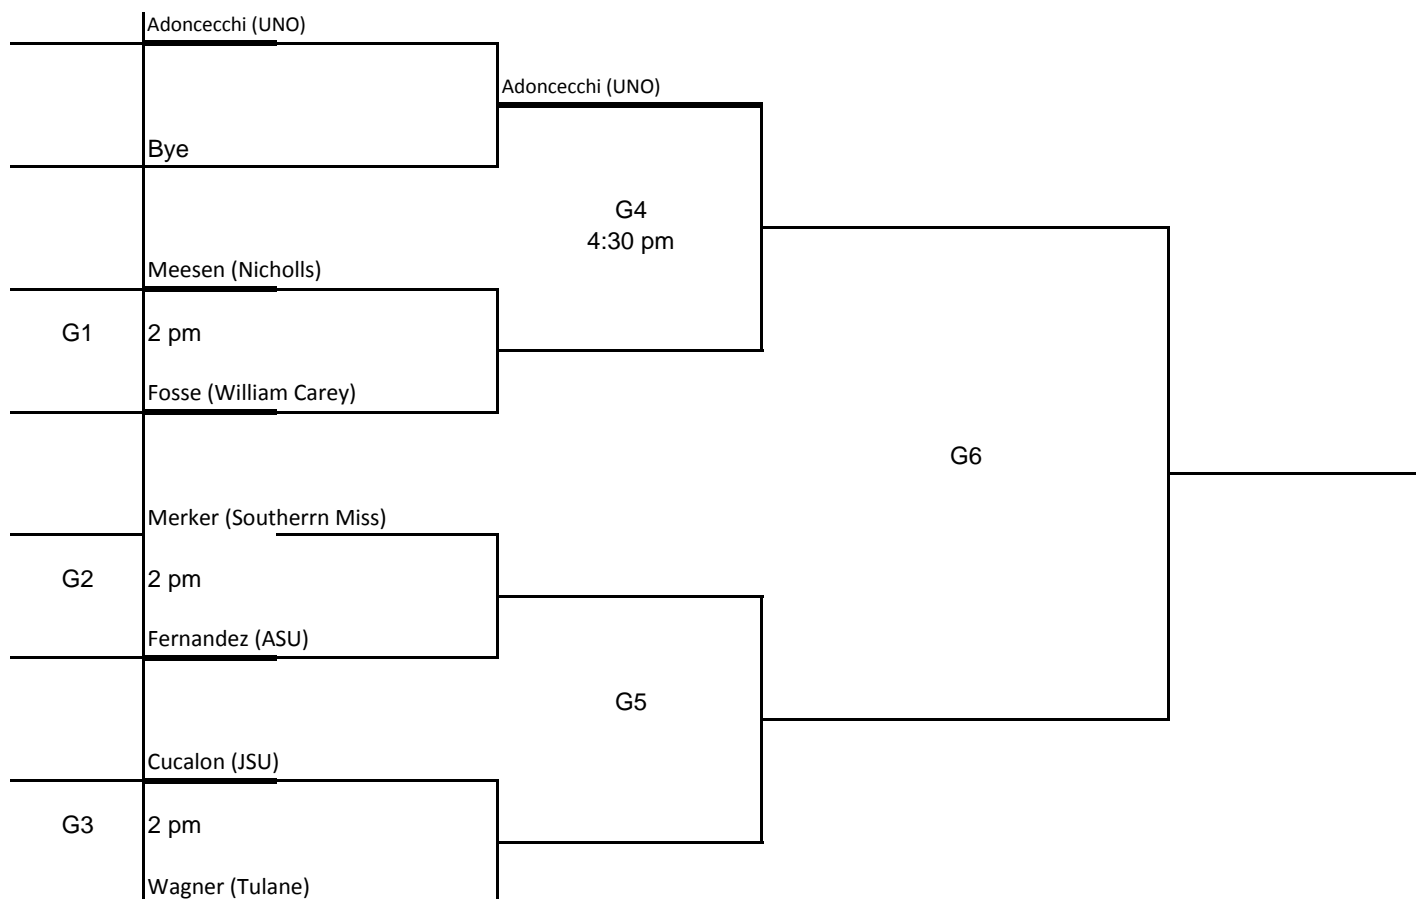 Adoncecchi (UNO)
Adoncecchi (UNO)
Bye
G4
4:30 pm
Meesen (Nicholls)
G1 2 pm
Fosse (William Carey)
G6
Merker (Southerrn Miss)
G2 2 pm
Fernandez (ASU)
G5
Cucalon (JSU)
G3 2 pm
Wagner (Tulane)